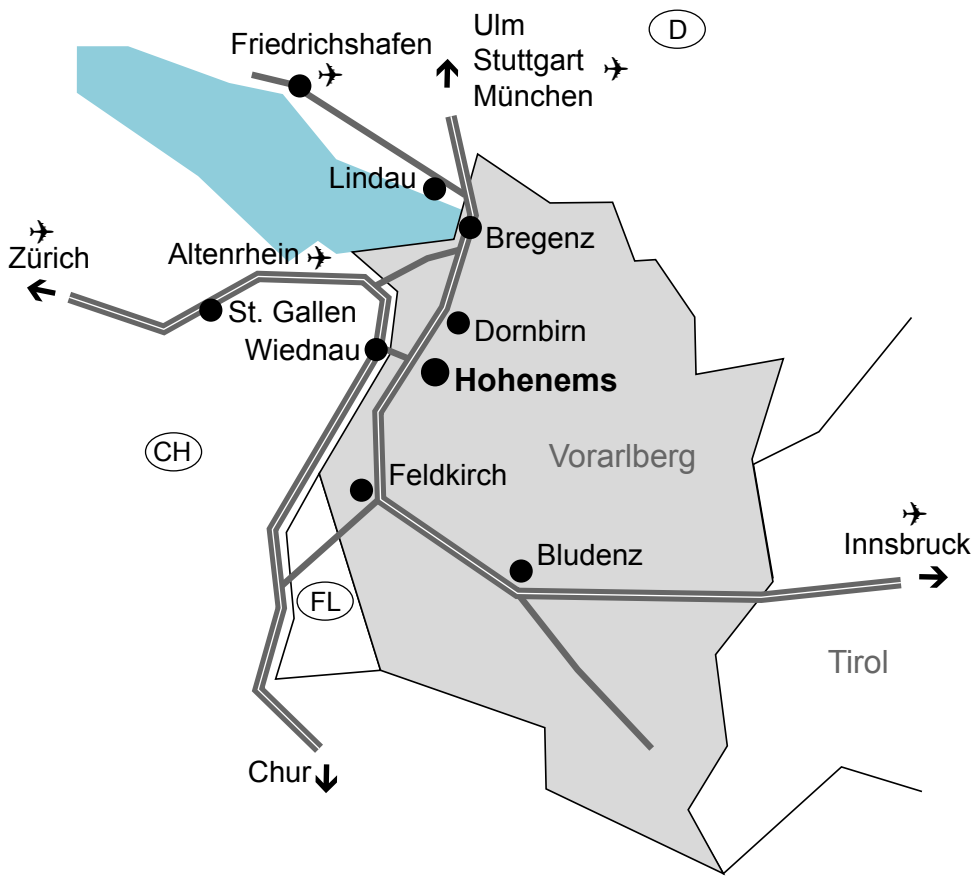 D
Ulm
Stuttgart
München
Friedrichshafen
Lindau
Bregenz
Zürich
Altenrhein
St. Gallen
Wiednau
Dornbirn
Hohenems
CH
Vorarlberg
Feldkirch
Bludenz
Innsbruck
FL
Tirol
Chur